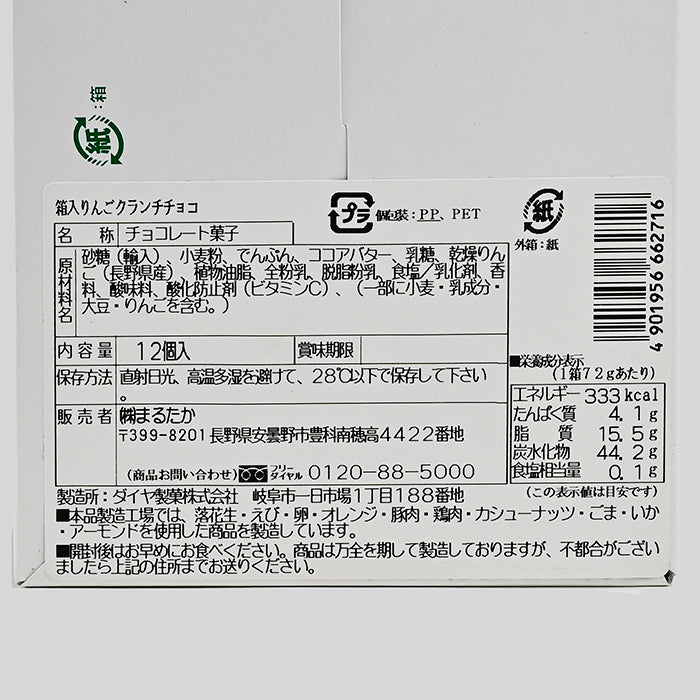 紙 :箱
箱入りんごクランチチョコ
プラ 個装:PP、PET
紙
外箱:紙
名 称 チョコレート菓子
原材料名 砂糖(輸入)、小麦粉、でんぷん、ココアバター、乳糖、乾燥りん
ご(長野県産)、植物油脂、全粉乳、脱脂粉乳、食塩/乳化剤、香
料、酸味料、酸化防止剤(ビタミンC)、(一部に小麦・乳成分・
大豆・りんごを含む。)
内容量 12個入 賞味期限
保存方法 直射日光、高温多湿を避けて、28℃以下で保存して下さい
。
販売者 ㈱まるたか
〒399-8201 長野県安曇野市豊科南穂高4422番地
(商品お問い合わせ) フリーダイヤル 0120-88-5000
4 901956 662716
■栄養成分表示
(1箱72gあたり)
エネルギー 333kcal
たんぱく質 4.1g
脂質 15.5g
炭水化物 44.2g
食塩相当量 0.1g
(この表示値は目安です)
製造所:ダイヤ製菓株式会社 岐阜市一日市場1丁目188番地
■本品製造工場では、落花生・えび・卵・オレンジ・豚肉・鶏肉・カシューナッツ・ごま・いか
・アーモンドを使用した商品を製造しています。
■開封後はお早めにお食べください。商品は万全を期して製造しておりますが、不都合がござい
ましたら上記の住所までお送りください。